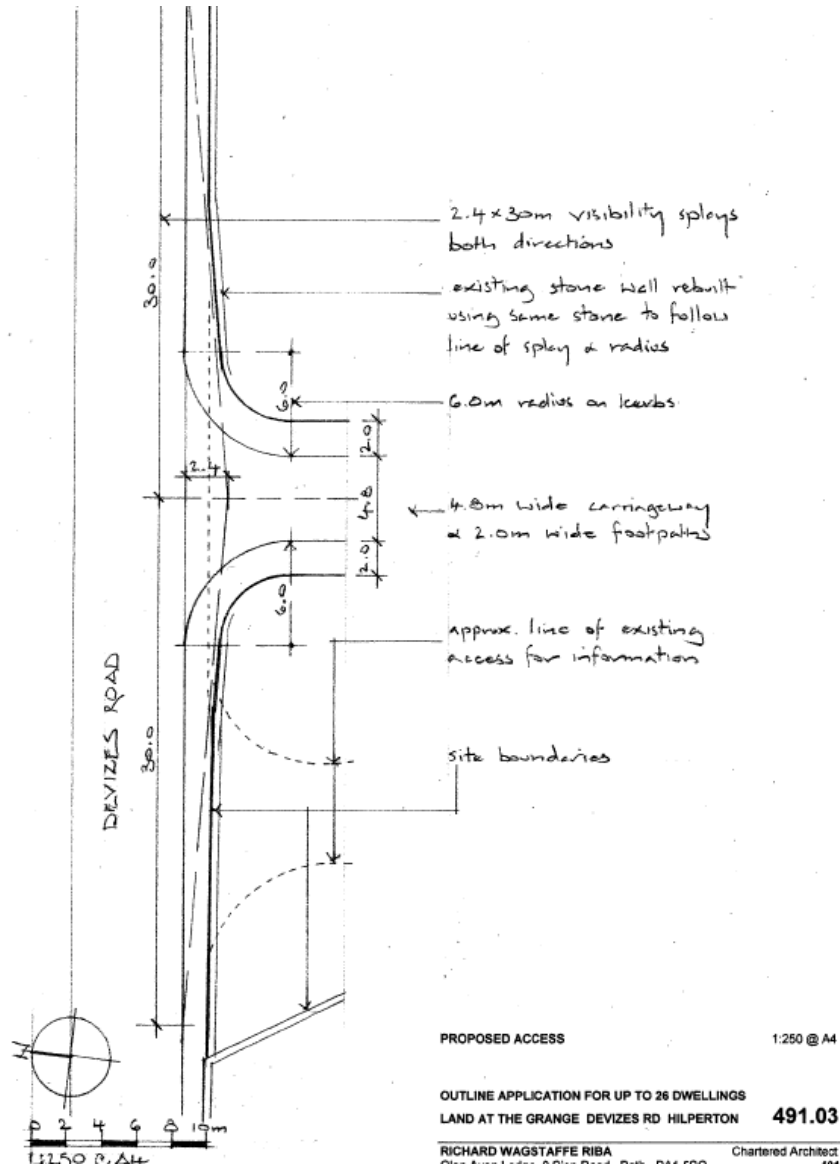 2.4 x 30m visibility splays
both directions
existing stone wall rebuilt
using same stone to follow
line of splay & radius
6.0m radius on kerbs
4.8m wide carriageway
& 2.0m wide footpaths
approx. line of existing
access for information
site boundaries
30.0
6.0
2.0
2.4
4.8
2.0
6.0
30.0
DEVIZES ROAD
N
0 2 4 6 8 10m
1:250 @ A4
PROPOSED ACCESS 1:250 @ A4
OUTLINE APPLICATION FOR UP TO 26 DWELLINGS
LAND AT THE GRANGE DEVIZES RD HILPERTON 491.03
RICHARD WAGSTAFFE RIBA Chartered Architect